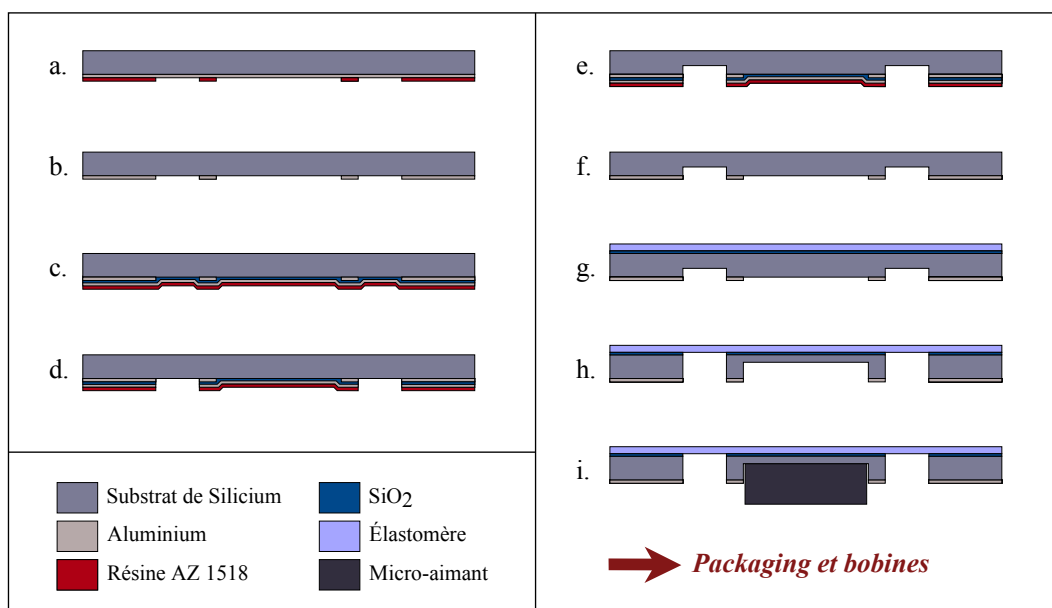 a.
b.
c.
d.
e.
f.
g.
h.
i.
Substrat de Silicium
Aluminium
Résine AZ 1518
SiO2
Élastomère
Micro-aimant
Packaging et bobines